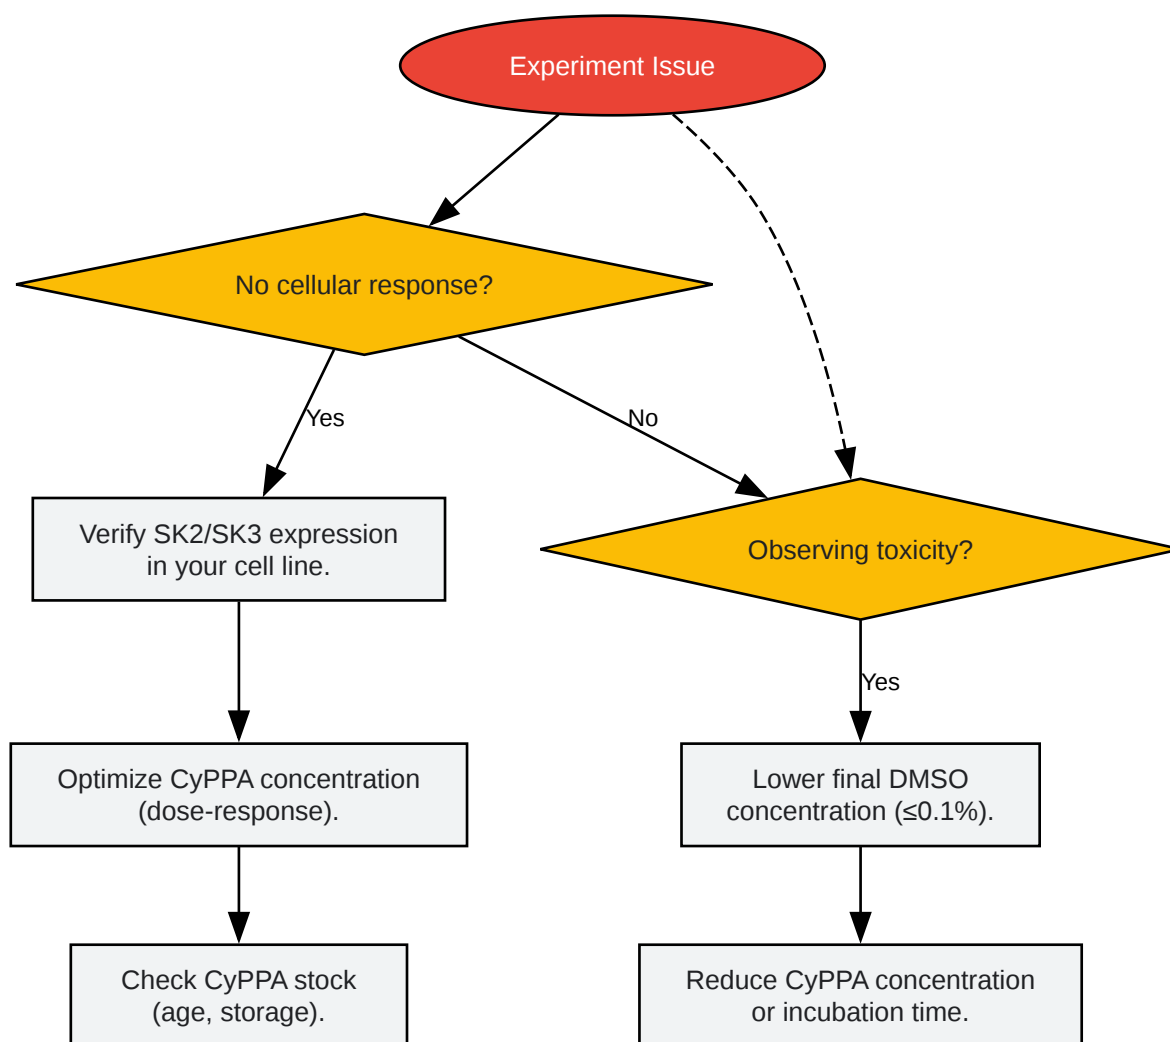 Experiment Issue
No cellular response?
Yes
No
Verify SK2/SK3 expression
in your cell line.
Observing toxicity?
Yes
Optimize CyPPA concentration
(dose-response).
Lower final DMSO
concentration (≤0.1%).
Check CyPPA stock
(age, storage).
Reduce CyPPA concentration
or incubation time.